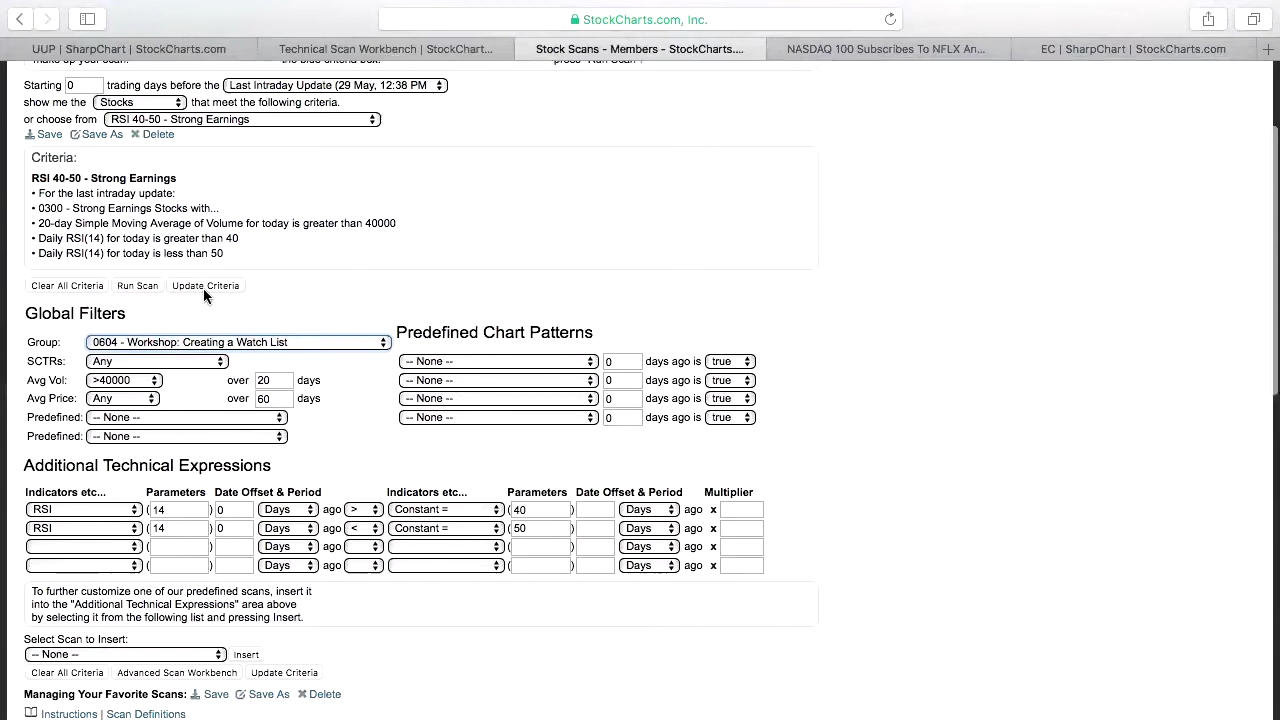 StockCharts.com, Inc.
UUP | SharpChart | StockCharts.com
Technical Scan Workbench | StockChart...
Stock Scans - Members - StockCharts....
NASDAQ 100 Subscribes To NFLX An...
EC | SharpChart | StockCharts.com
Starting 0 trading days before the Last Intraday Update (29 May, 12:38 PM
show me the Stocks that meet the following criteria.
or choose from RSI 40-50 - Strong Earnings
Save Save As Delete
Criteria:
RSI 40-50 - Strong Earnings
• For the last intraday update:
• 0300 - Strong Earnings Stocks with...
• 20-day Simple Moving Average of Volume for today is greater than 40000
• Daily RSI(14) for today is greater than 40
• Daily RSI(14) for today is less than 50
Clear All Criteria Run Scan Update Criteria
Global Filters
Predefined Chart Patterns
Group: 0604 - Workshop: Creating a Watch List
SCTRs: Any -- None -- 0 days ago is true
Avg Vol: >40000 over 20 days -- None -- 0 days ago is true
Avg Price: Any over 60 days -- None -- 0 days ago is true
Predefined: -- None -- -- None -- 0 days ago is true
Predefined: -- None --
Additional Technical Expressions
Indicators etc... Parameters Date Offset & Period Indicators etc... Parameters Date Offset & Period Multiplier
RSI (14) 0 Days ago > Constant = (40) Days ago x
RSI (14) 0 Days ago < Constant = (50) Days ago x
( ) Days ago ( ) Days ago x
( ) Days ago ( ) Days ago x
To further customize one of our predefined scans, insert it
into the "Additional Technical Expressions" area above
by selecting it from the following list and pressing Insert.
Select Scan to Insert:
-- None -- Insert
Clear All Criteria Advanced Scan Workbench Update Criteria
Managing Your Favorite Scans: Save Save As Delete
Instructions | Scan Definitions